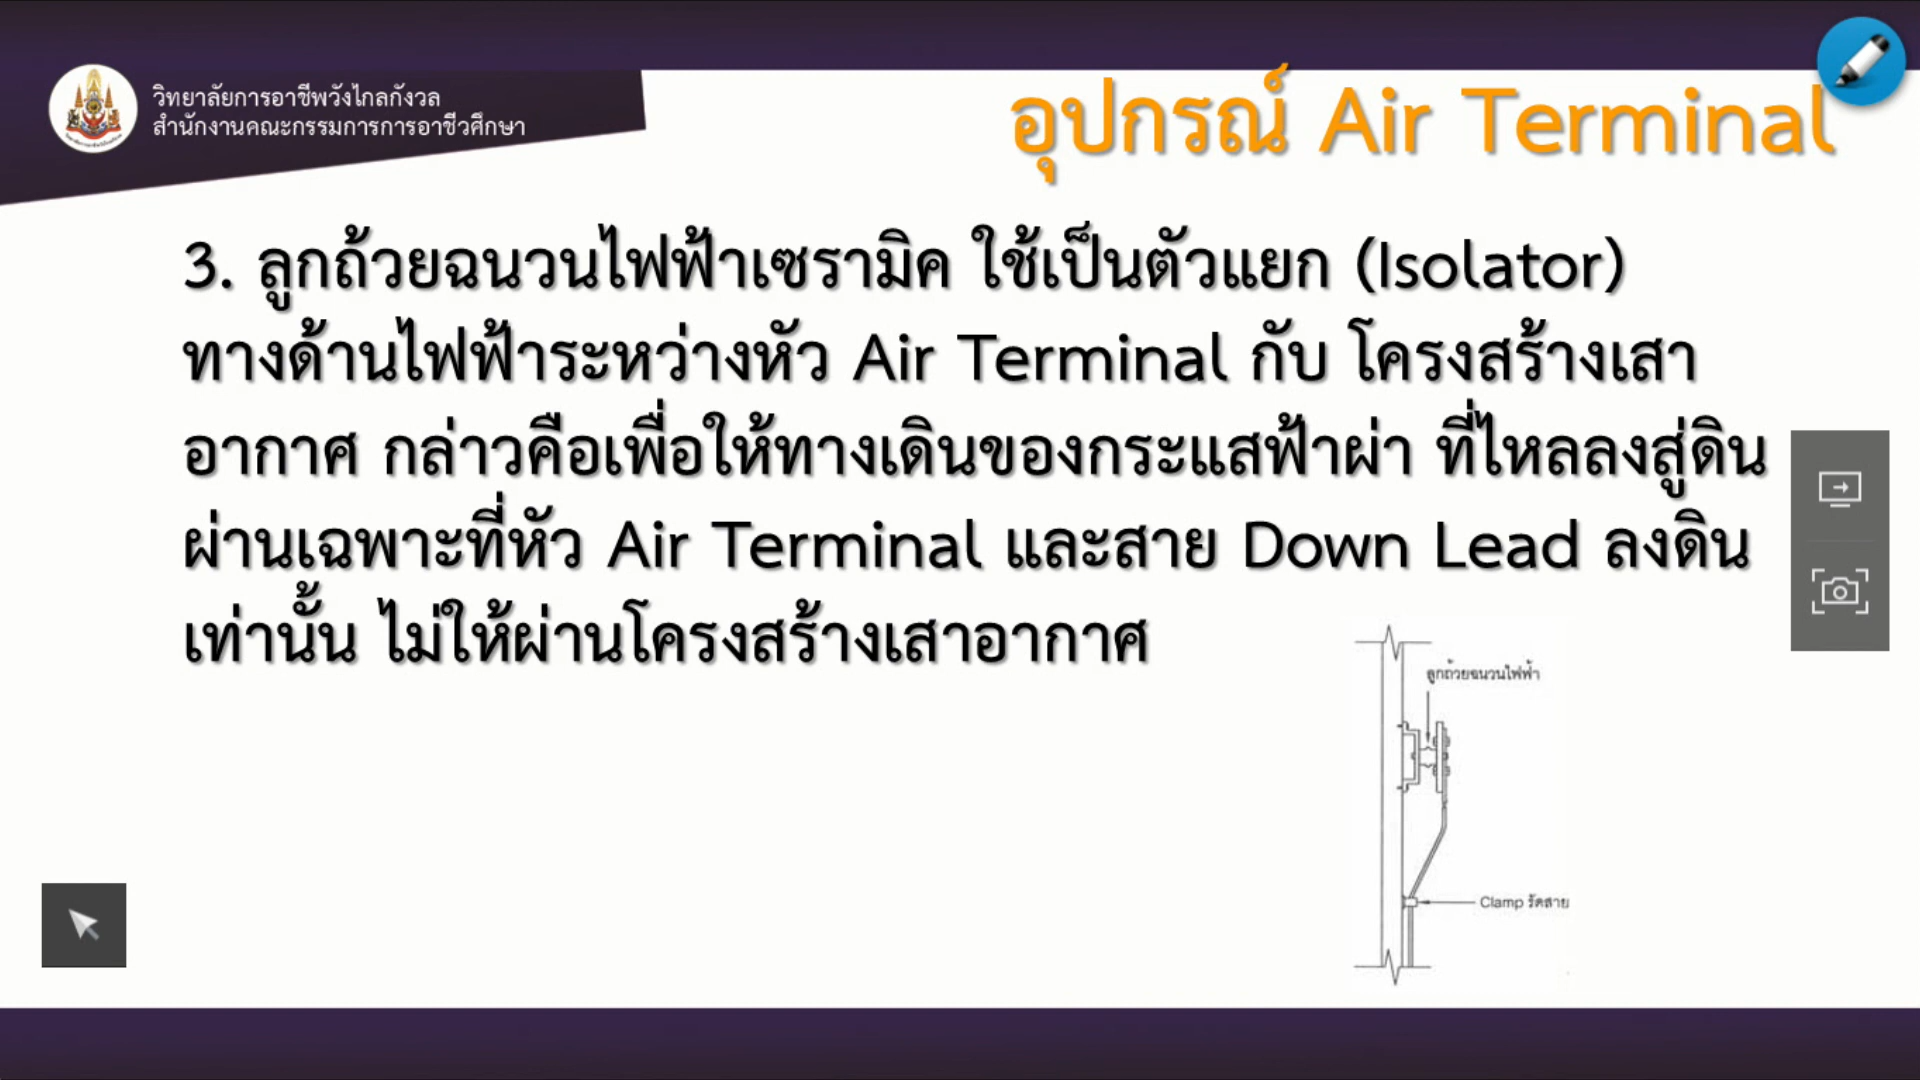 วิทยาลัยการอาชีพวังไกลกังวล
สำนักงานคณะกรรมการการอาชีวศึกษา
อุปกรณ์ Air Terminal
3. ลูกถ้วยฉนวนไฟฟ้าเซรามิค ใช้เป็นตัวแยก (Isolator)
ทางด้านไฟฟ้าระหว่างหัว Air Terminal กับ โครงสร้างเสา
อากาศ กล่าวคือเพื่อให้ทางเดินของกระแสฟ้าผ่า ที่ไหลลงสู่ดิน
ผ่านเฉพาะที่หัว Air Terminal และสาย Down Lead ลงดิน
เท่านั้น ไม่ให้ผ่านโครงสร้างเสาอากาศ
ลูกถ้วยฉนวนไฟฟ้า
Clamp รัดสาย